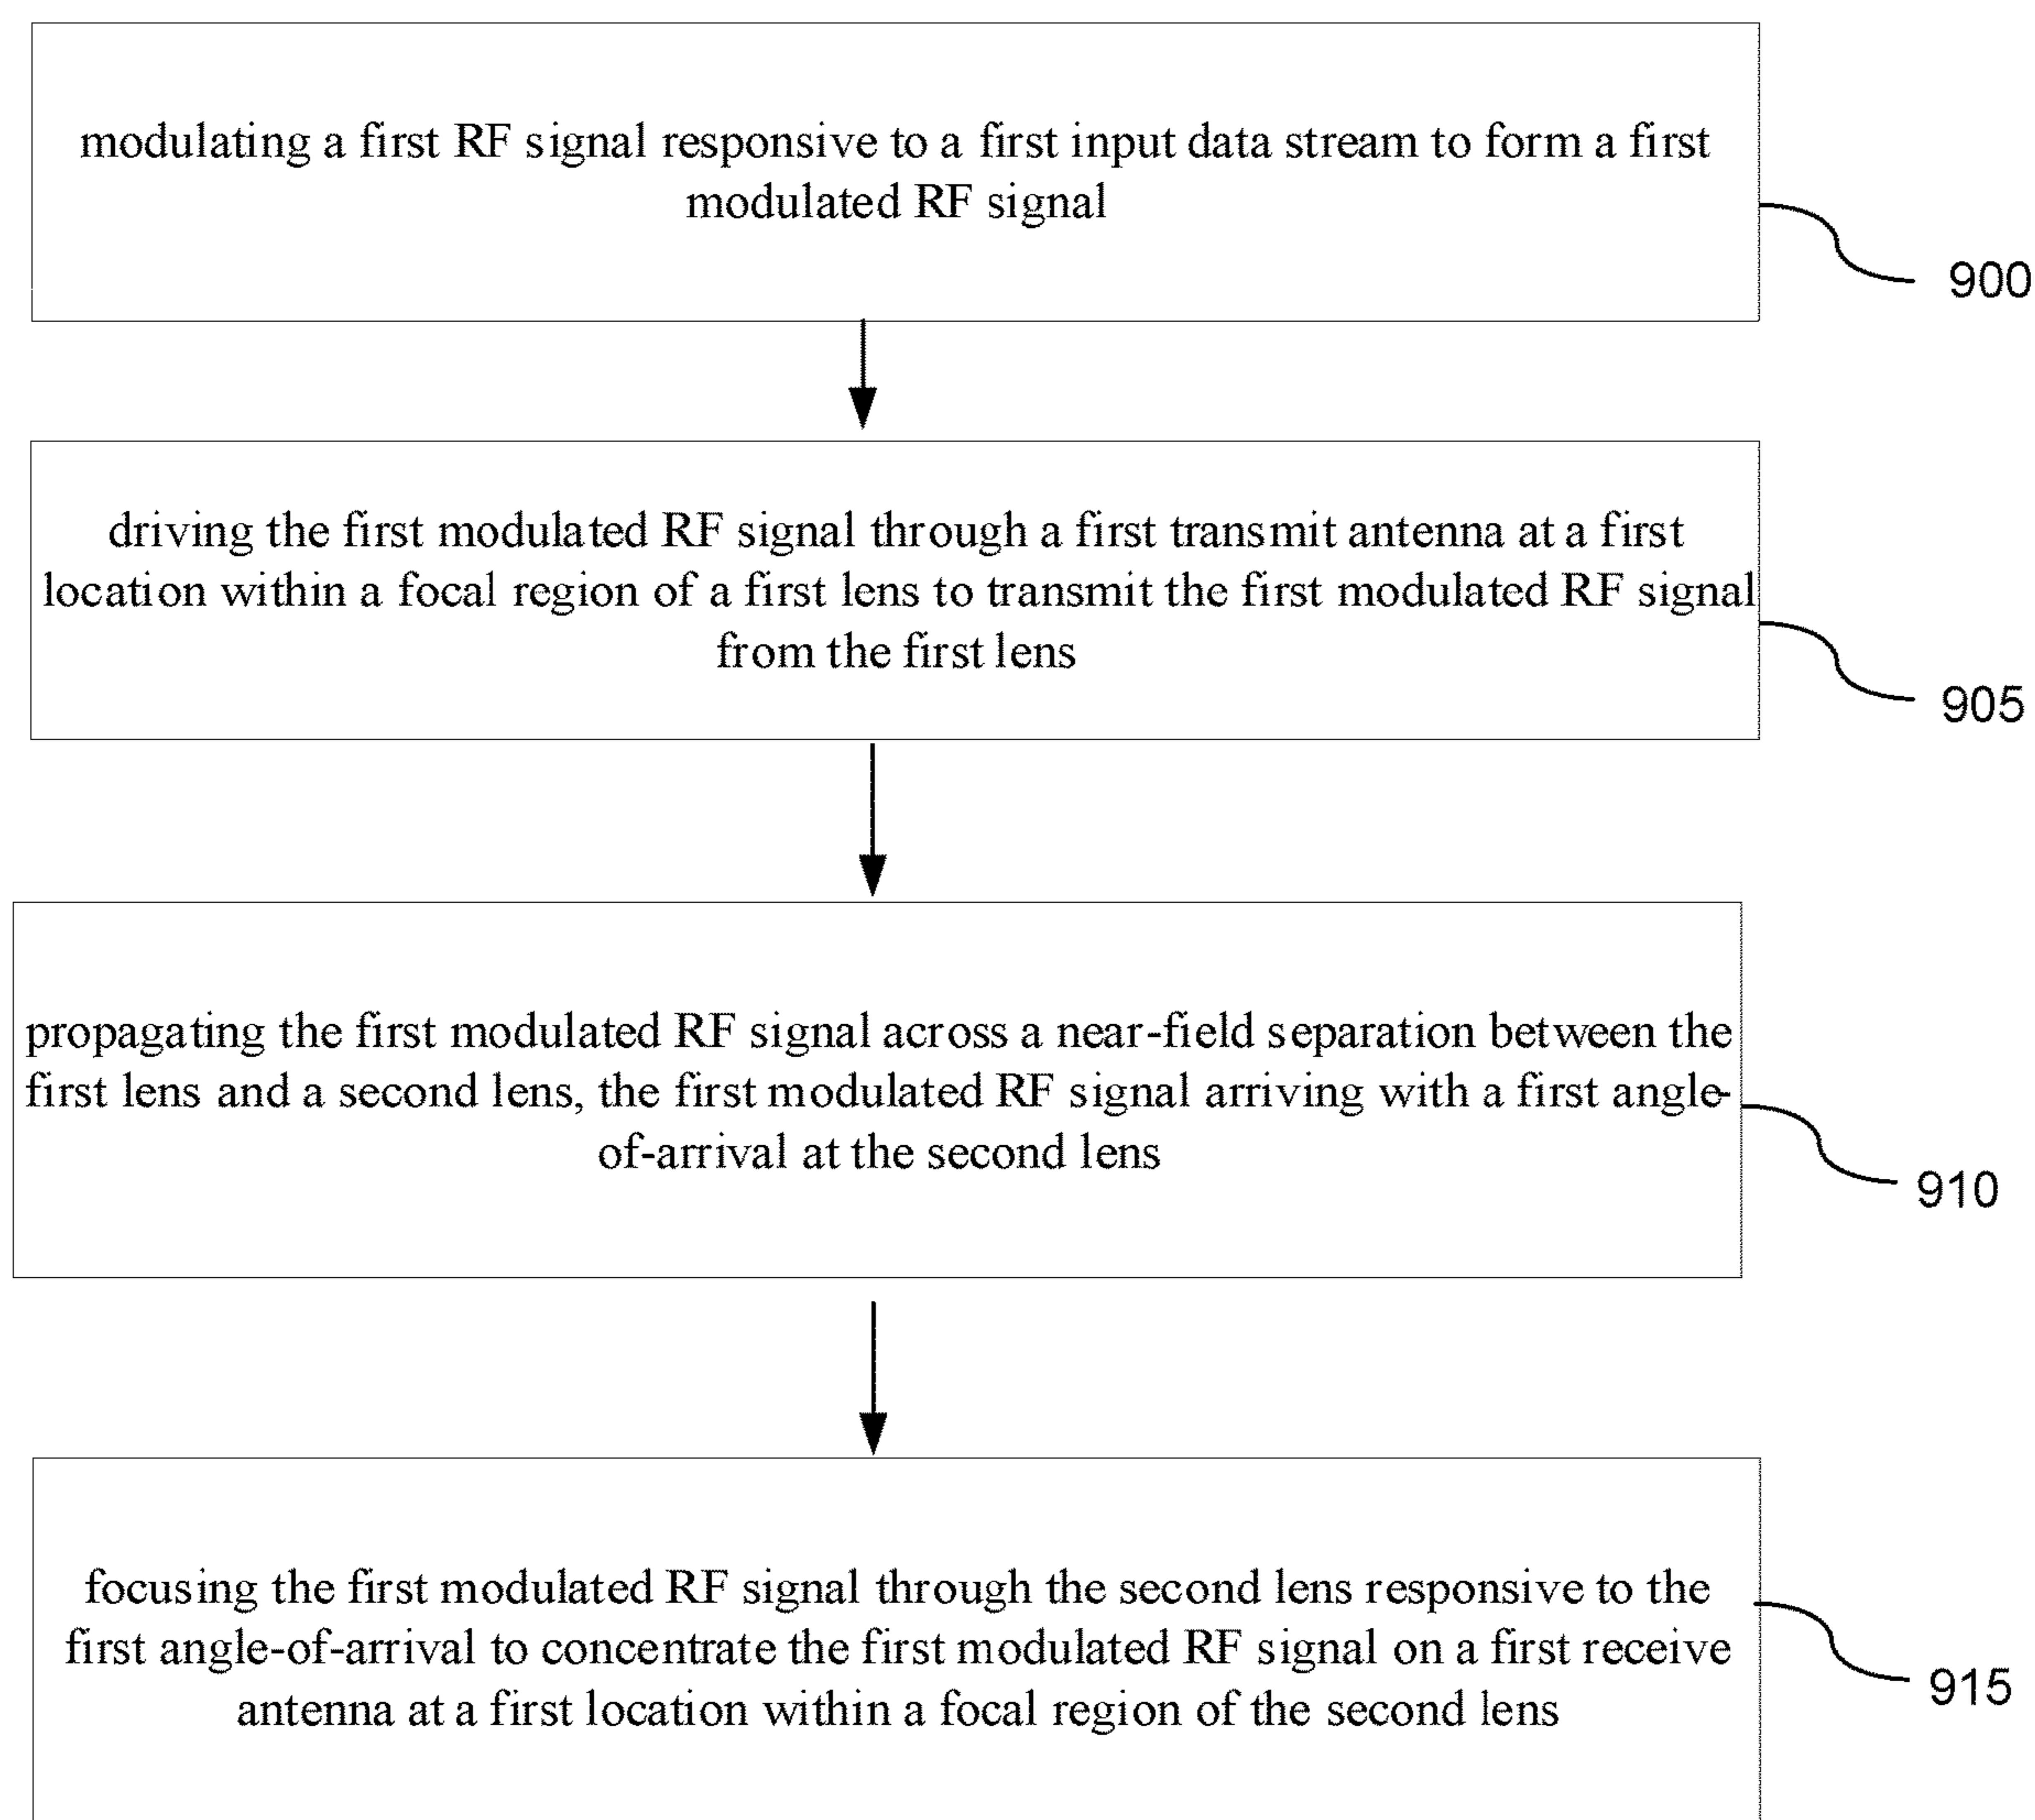 modulating a first RF signal responsive to a first input data stream to form a first
modulated RF signal
900
driving the first modulated RF signal through a first transmit antenna at a first
location within a focal region of a first lens to transmit the first modulated RF signal
from the first lens
905
propagating the first modulated RF signal across a near-field separation between the
first lens and a second lens, the first modulated RF signal arriving with a first angle-
of-arrival at the second lens
910
focusing the first modulated RF signal through the second lens responsive to the
first angle-of-arrival to concentrate the first modulated RF signal on a first receive
antenna at a first location within a focal region of the second lens
915